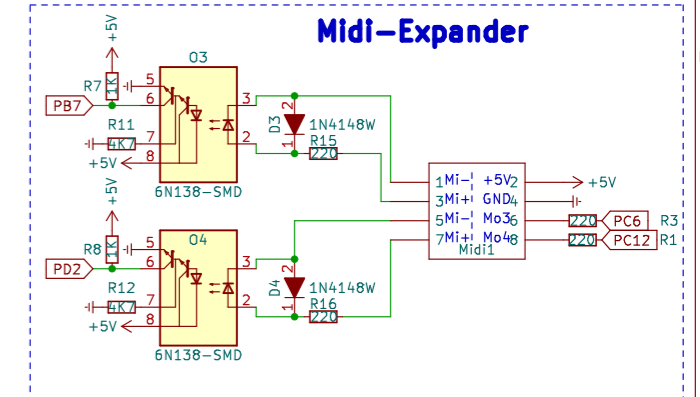 Midi-Expander
+5V
O3
R7
1K
5
PB7
6
3
2
D3
1N4148W
1
R11
4K7
7
2
R15
220
+5V
8
6N138-SMD
1
Mi-
+5V
2
+5V
3
Mi+
GND
4
5
Mi-
Mo3
6
220
PC6
R3
7
Mi+
Mo4
8
220
PC12
R1
Midi1
+5V
O4
R8
1K
5
PD2
6
3
2
D4
1N4148W
1
R12
4K7
7
2
R16
220
+5V
8
6N138-SMD